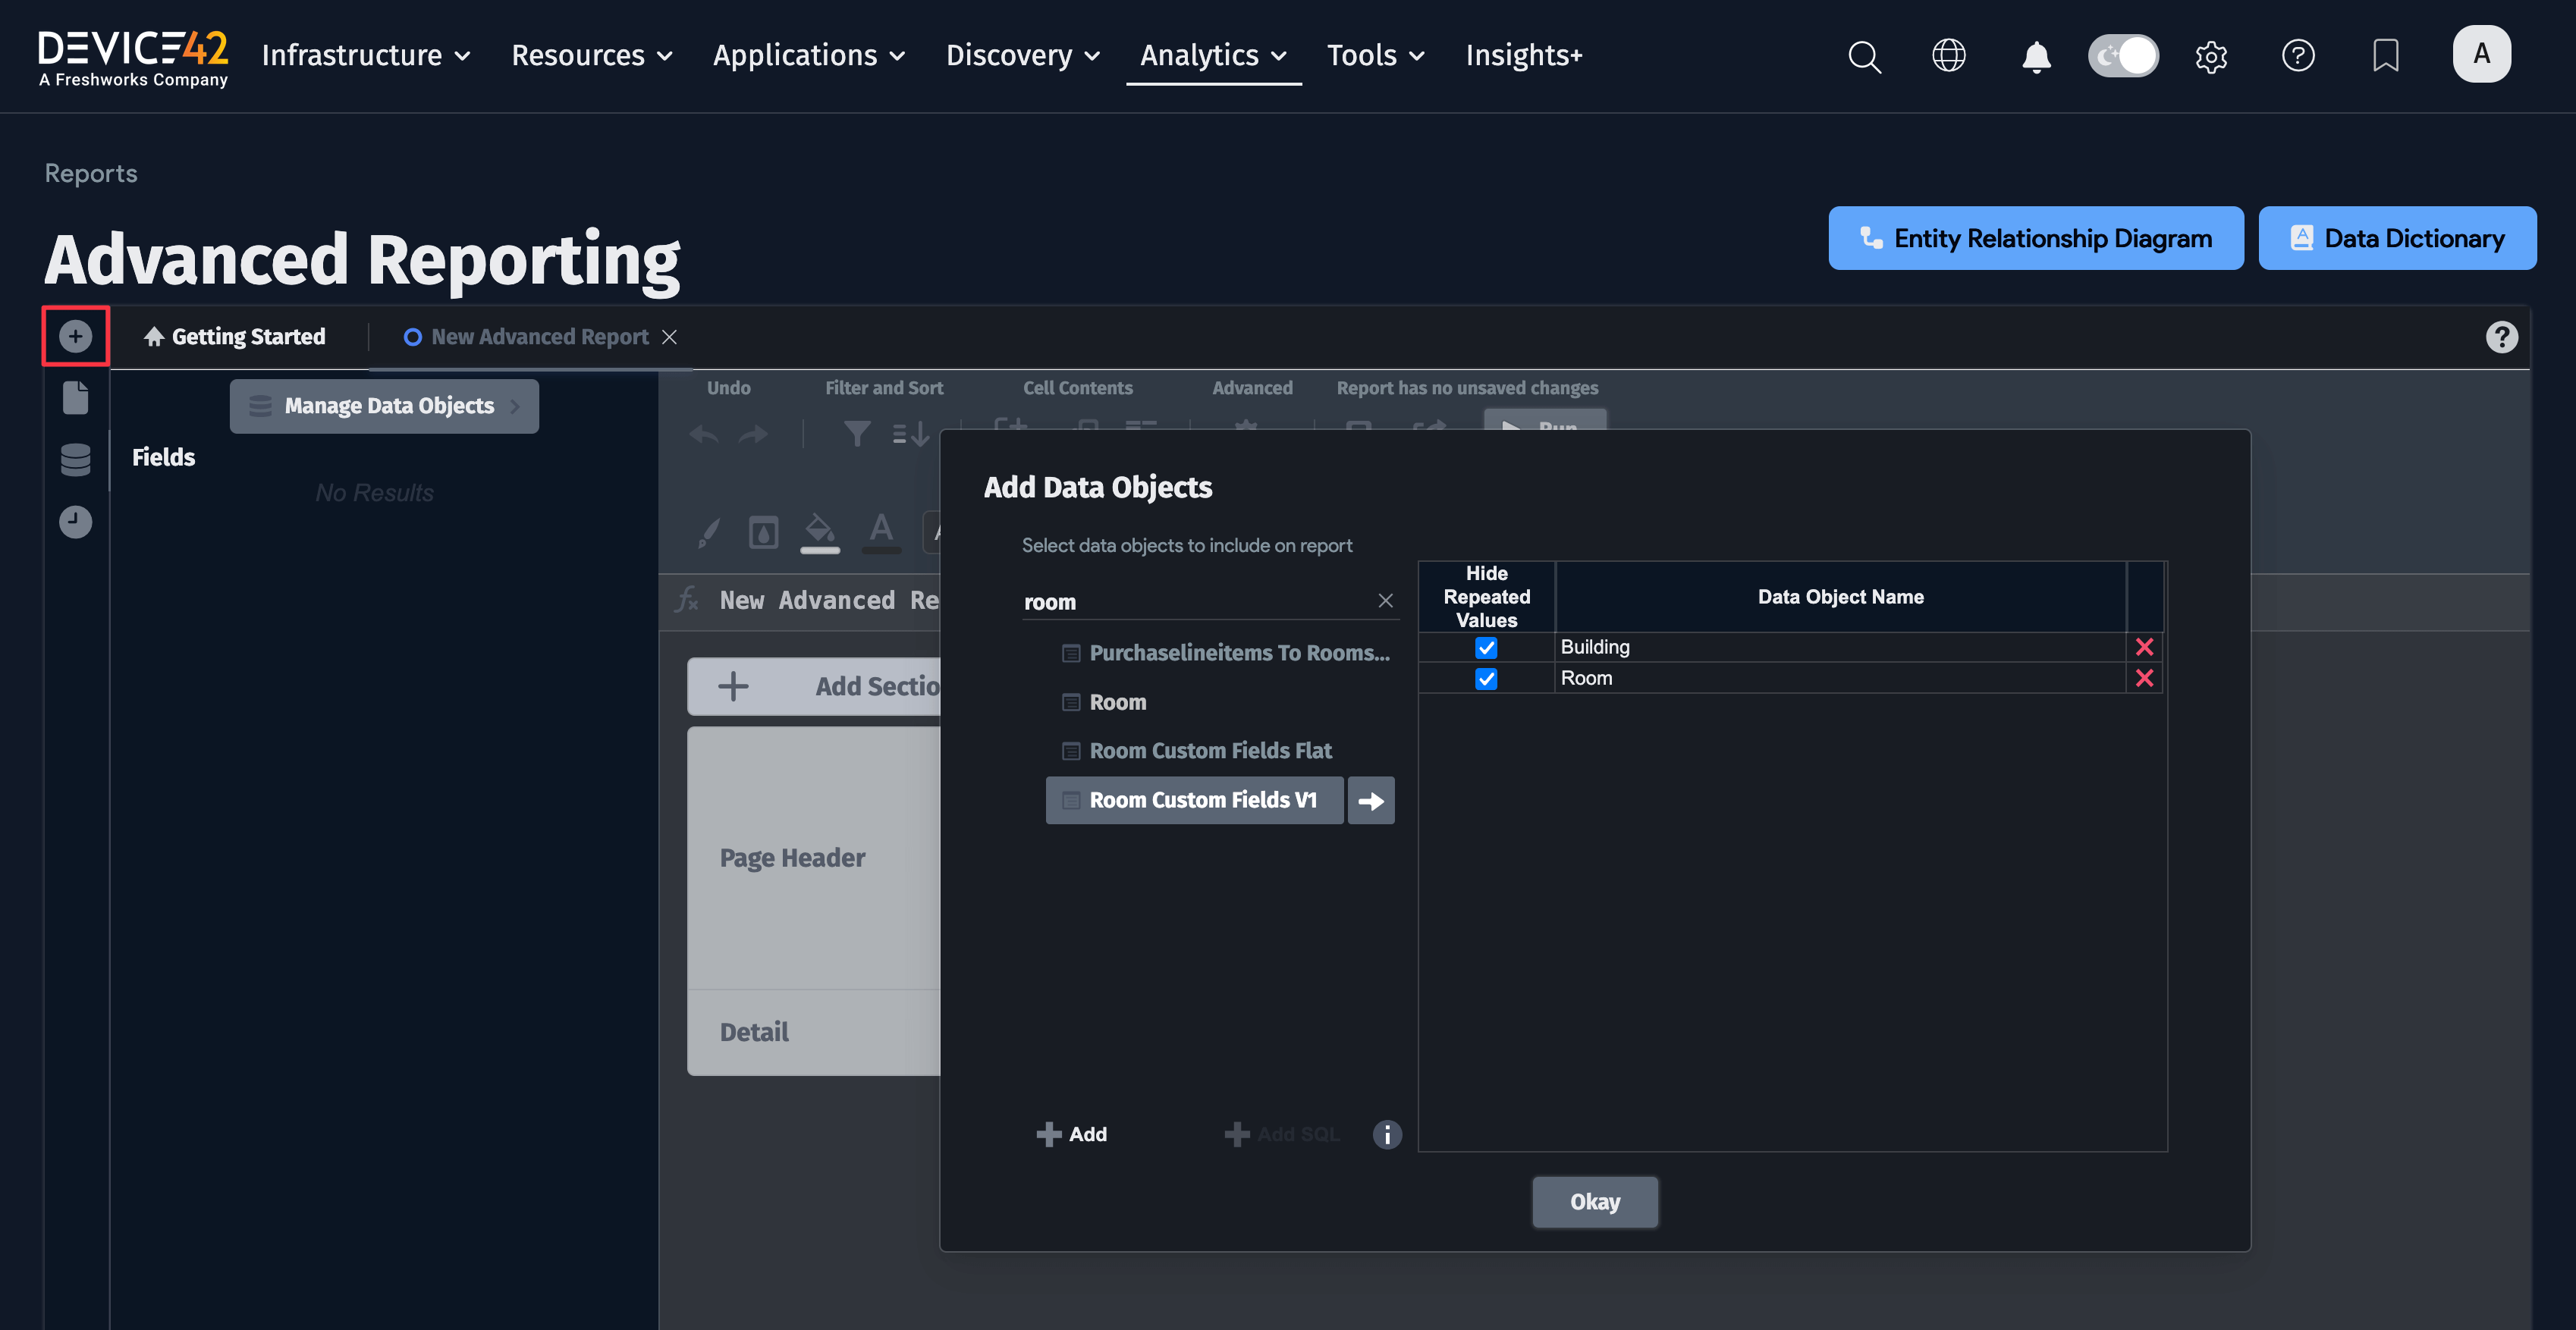 DEVICE42
A Freshworks Company
Infrastructure
Resources
Applications
Discovery
Analytics
Tools
Insights+
A
Reports
Advanced Reporting
Entity Relationship Diagram
Data Dictionary
Getting Started
New Advanced Report
Manage Data Objects
Fields
No Results
Undo
Filter and Sort
Cell Contents
Advanced
Report has no unsaved changes
Run
New Advanced Re
Add Sectio
Page Header
Detail
Add Data Objects
Select data objects to include on report
room
Purchaselineitems To Rooms...
Room
Room Custom Fields Flat
Room Custom Fields V1
Add
Add SQL
Hide
Repeated
Values
Data Object Name
Building
Room
Okay